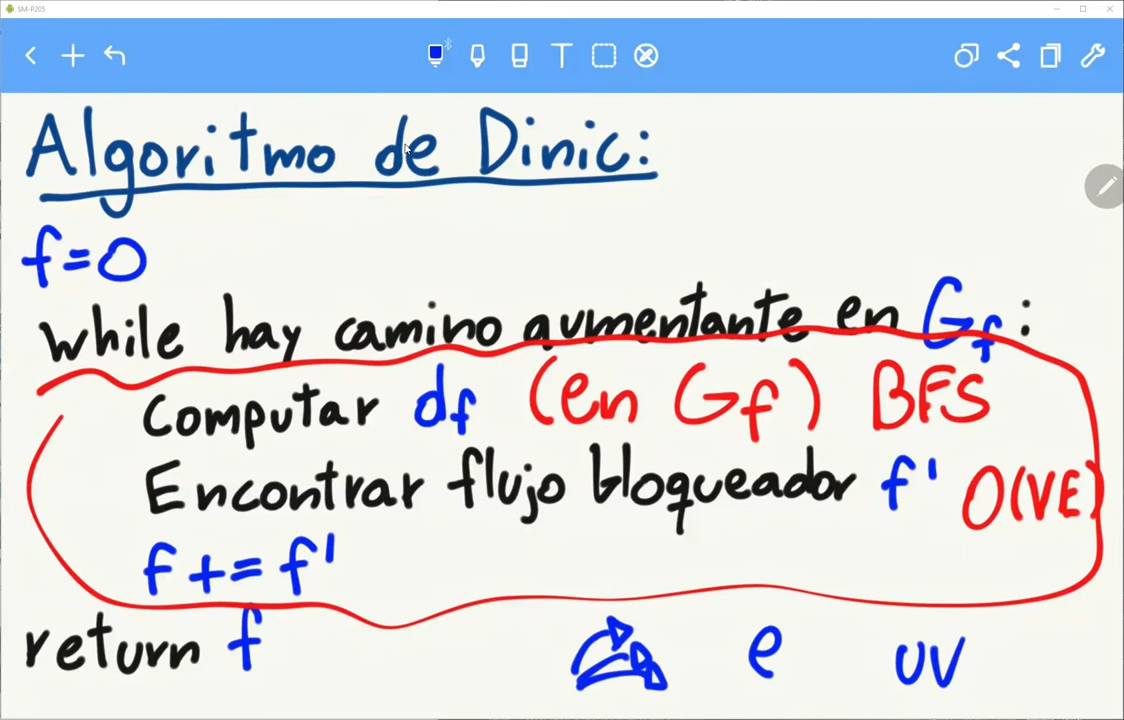 SM-P205
Algoritmo de Dinic:
f=0
while hay camino aumentante en Gf:
Computar df (en Gf) BFS
Encontrar flujo bloqueador f' O(VE)
f += f'
return f
e uv